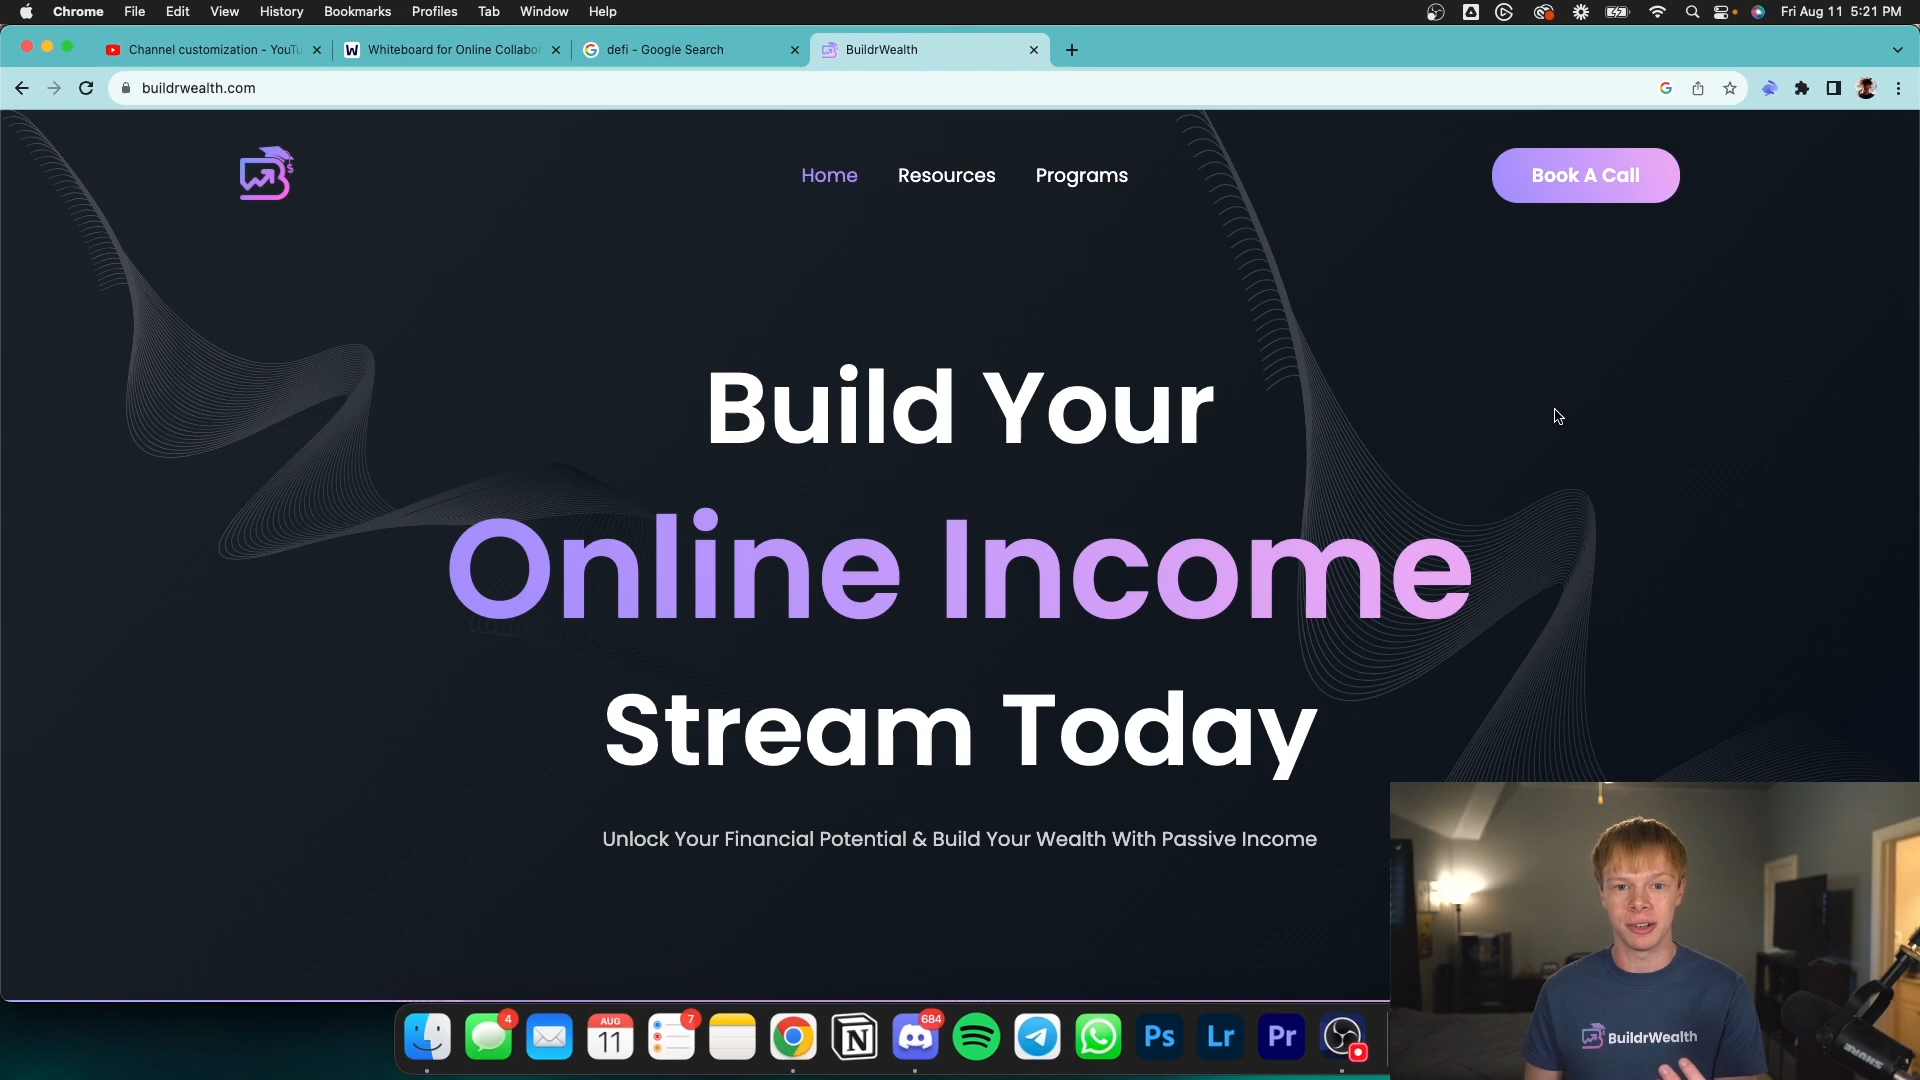 Chrome File Edit View History Bookmarks Profiles Tab Window Help Fri Aug 11 5:21 PM
Channel customization - YouTu Whiteboard for Online Collabor defi - Google Search BuildrWealth
buildrwealth.com
Home Resources Programs Book A Call
Build Your
Online Income
Stream Today
Unlock Your Financial Potential & Build Your Wealth With Passive Income
4 AUG 11 7 684 Ps Lr Pr
BuildrWealth
SHURE